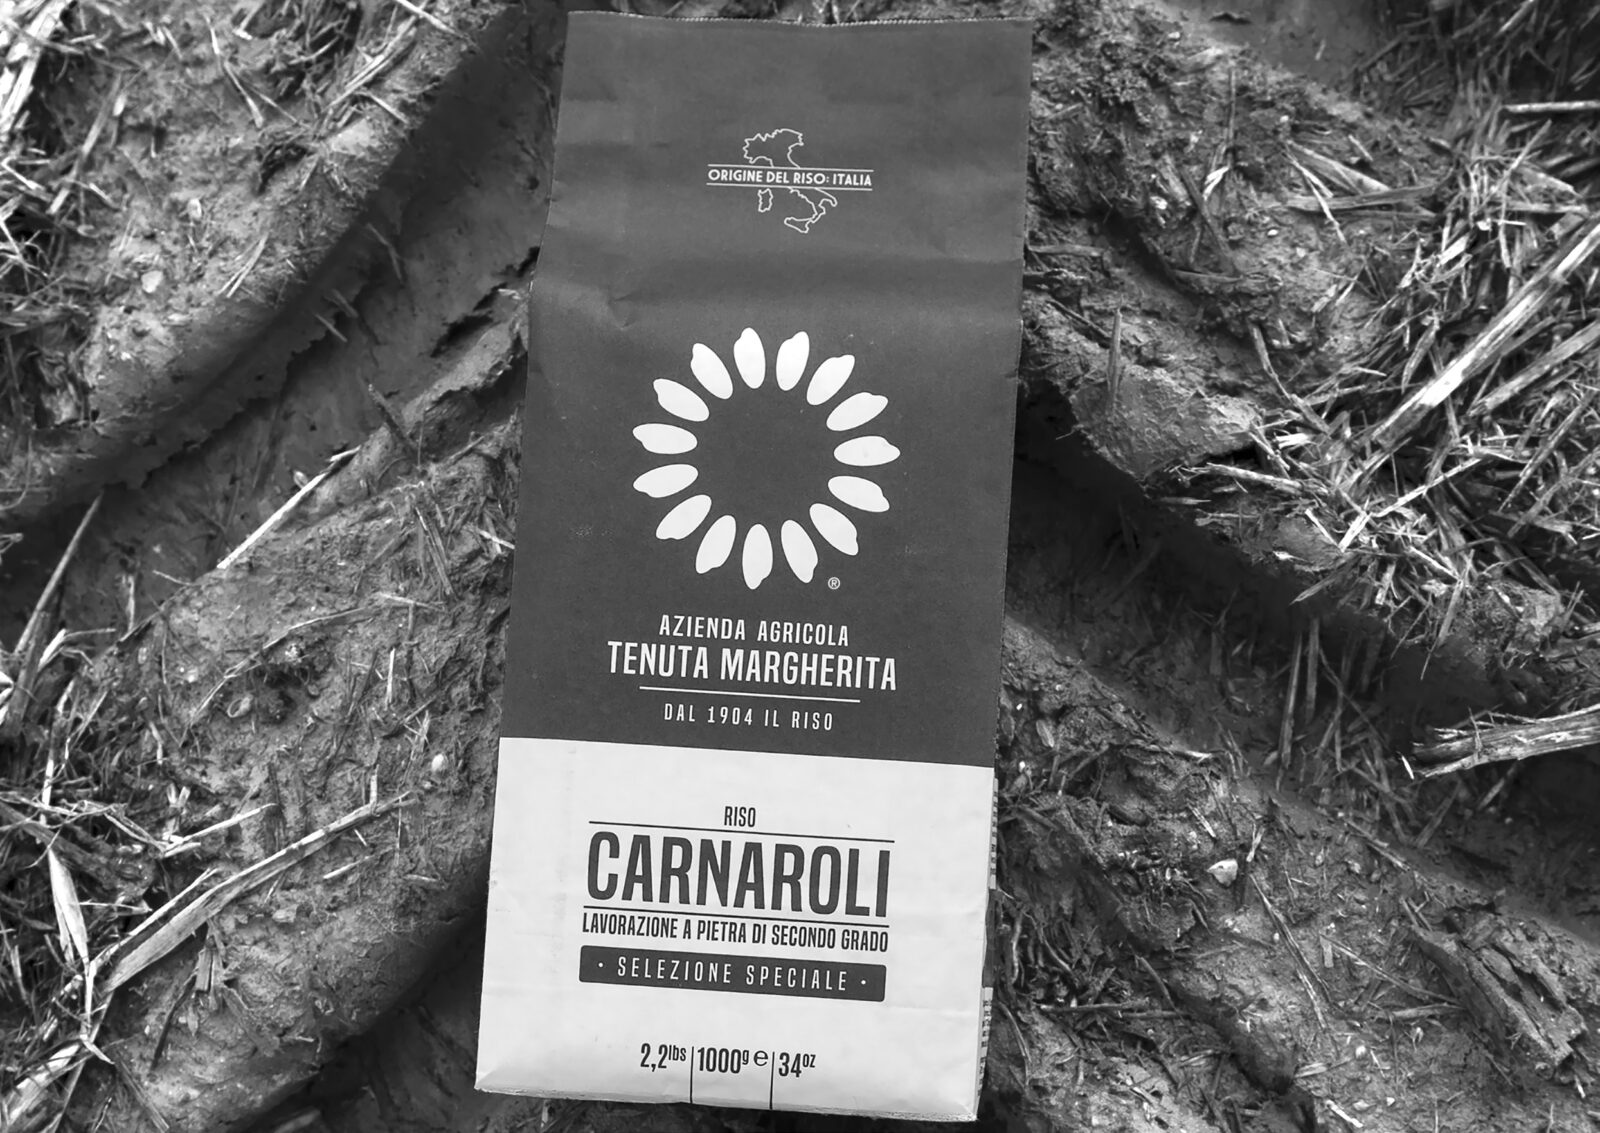 ORIGINE DEL RISO: ITALIA
®
AZIENDA AGRICOLA
TENUTA MARGHERITA
DAL 1904 IL RISO
RISO
CARNAROLI
LAVORAZIONE A PIETRA DI SECONDO GRADO
· SELEZIONE SPECIALE ·
2,2lbs | 1000g ℮ | 34oz